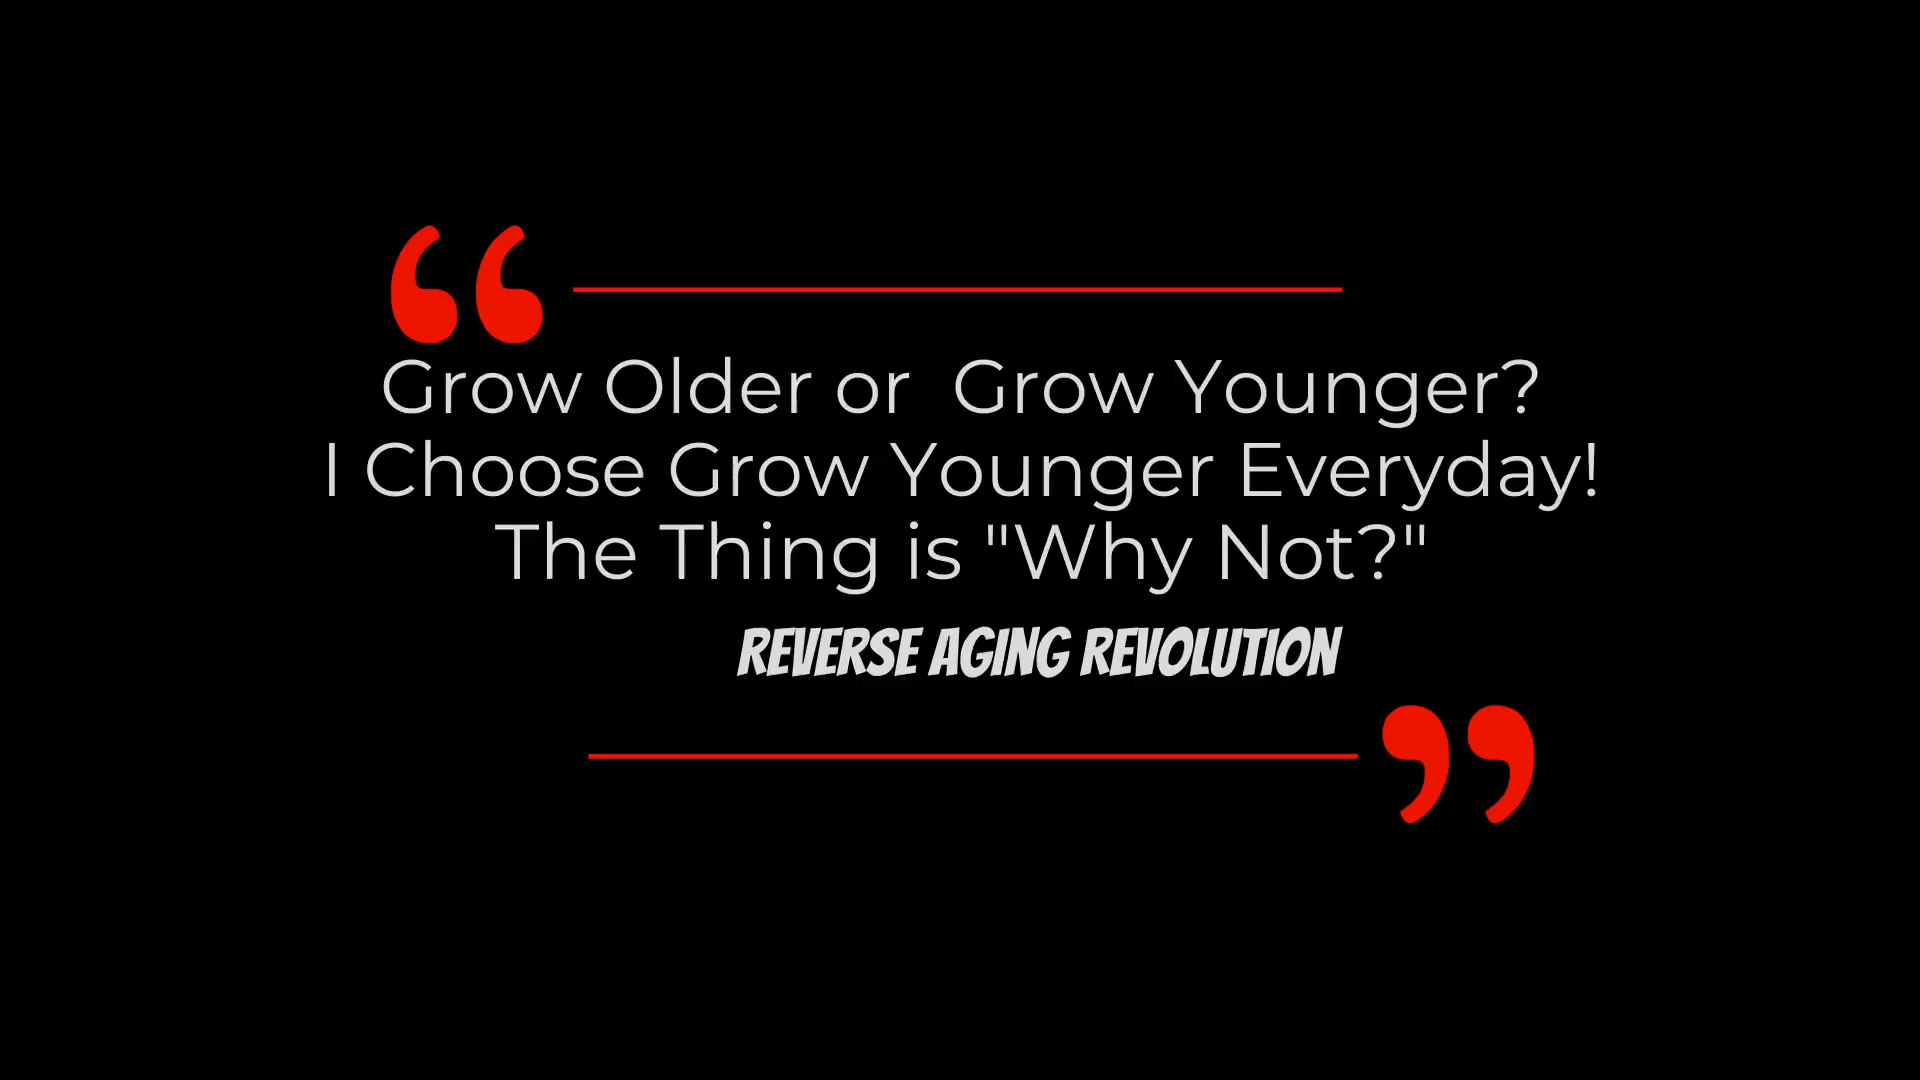 “
Grow Older or  Grow Younger?
I Choose Grow Younger Everyday!
The Thing is "Why Not?"
REVERSE AGING REVOLUTION
”